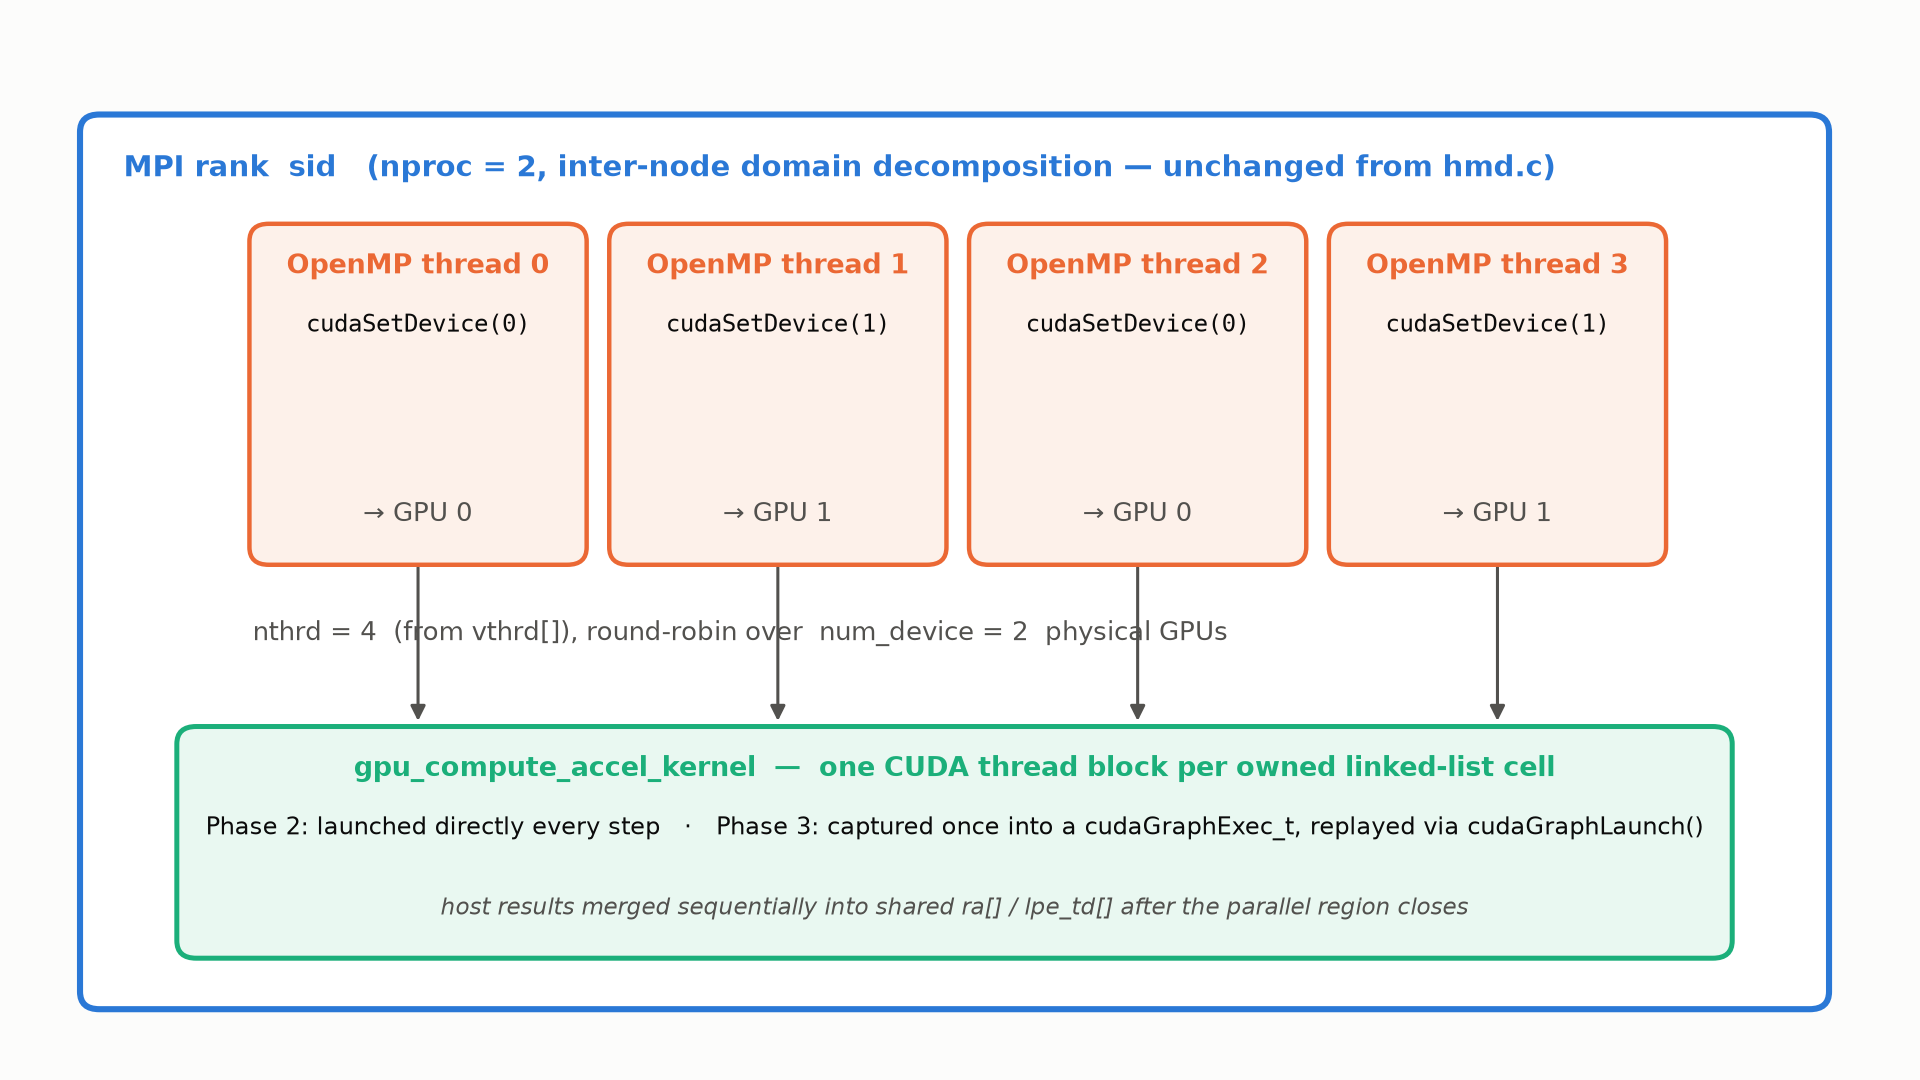 MPI rank  sid   (nproc = 2, inter-node domain decomposition — unchanged from hmd.c)
OpenMP thread 0
cudaSetDevice(0)
→ GPU 0
OpenMP thread 1
cudaSetDevice(1)
→ GPU 1
OpenMP thread 2
cudaSetDevice(0)
→ GPU 0
OpenMP thread 3
cudaSetDevice(1)
→ GPU 1
nthrd = 4  (from vthrd[]), round-robin over  num_device = 2  physical GPUs
gpu_compute_accel_kernel  —  one CUDA thread block per owned linked-list cell
Phase 2: launched directly every step   ·   Phase 3: captured once into a cudaGraphExec_t, replayed via cudaGraphLaunch()
host results merged sequentially into shared ra[] / lpe_td[] after the parallel region closes